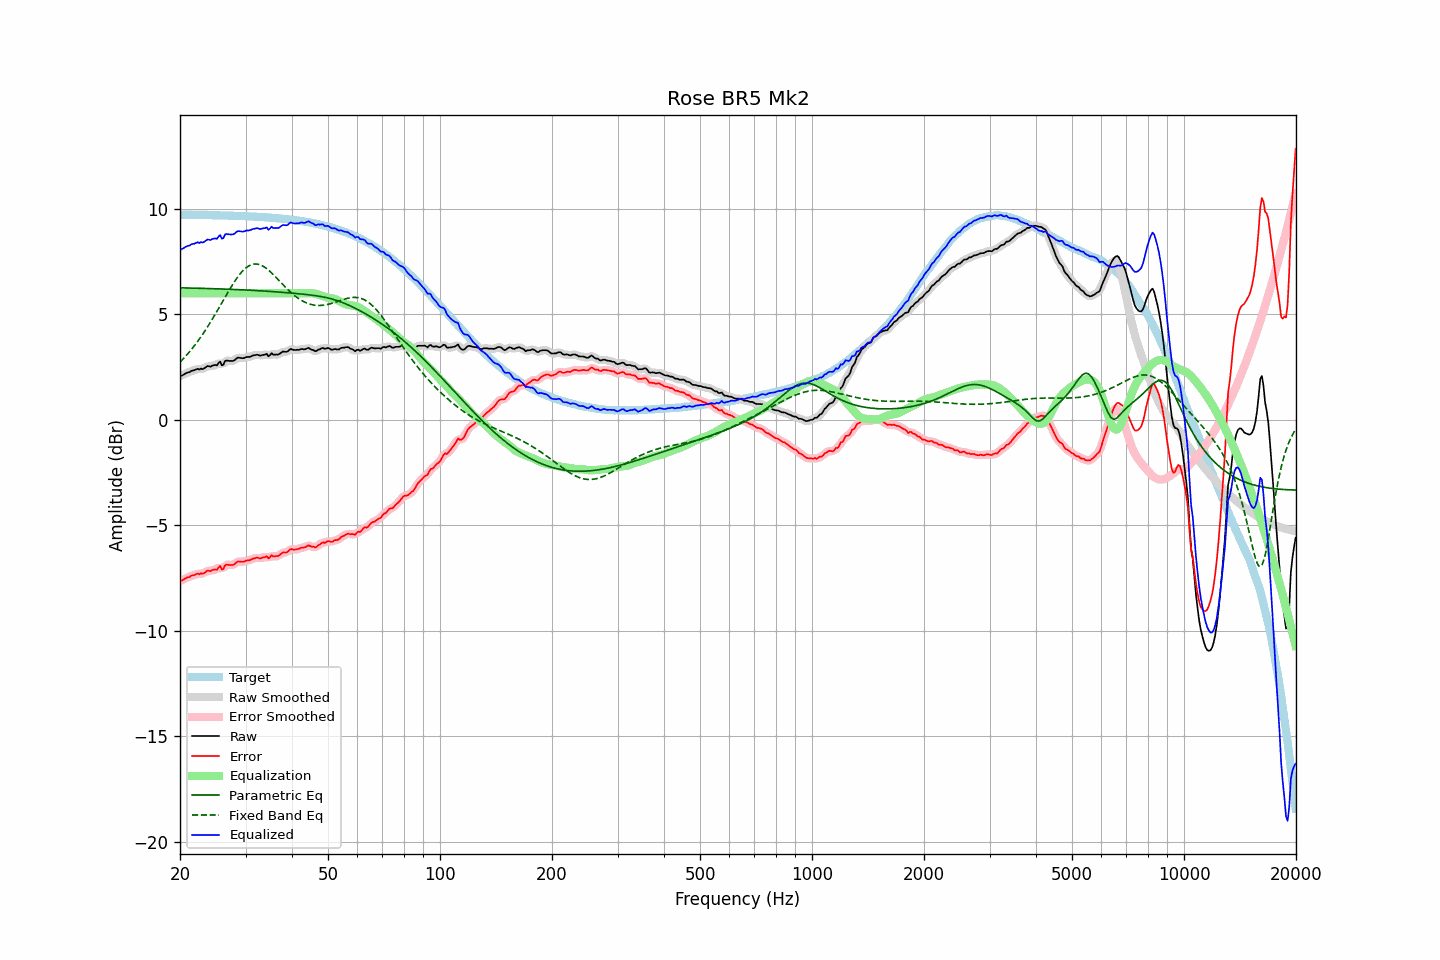 Rose BR5 Mk2
Amplitude (dBr)
10
5
0
−5
−10
−15
−20
Target
Raw Smoothed
Error Smoothed
Raw
Error
Equalization
Parametric Eq
Fixed Band Eq
Equalized
20 50 100 200 500 1000 2000 5000 10000 20000
Frequency (Hz)